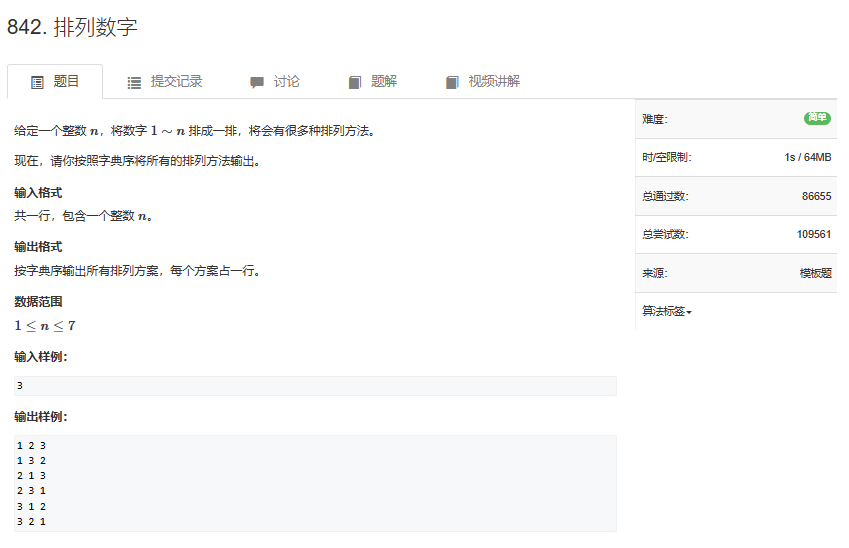 842. 排列数字
题目 提交记录 讨论 题解 视频讲解
给定一个整数 n，将数字 1 ∼ n 排成一排，将会有很多种排列方法。
现在，请你按照字典序将所有的排列方法输出。
输入格式
共一行，包含一个整数 n。
输出格式
按字典序输出所有排列方案，每个方案占一行。
数据范围
1 ≤ n ≤ 7
输入样例：
3
输出样例：
1 2 3
1 3 2
2 1 3
2 3 1
3 1 2
3 2 1
难度： 简单
时/空限制： 1s / 64MB
总通过数： 86655
总尝试数： 109561
来源： 模板题
算法标签